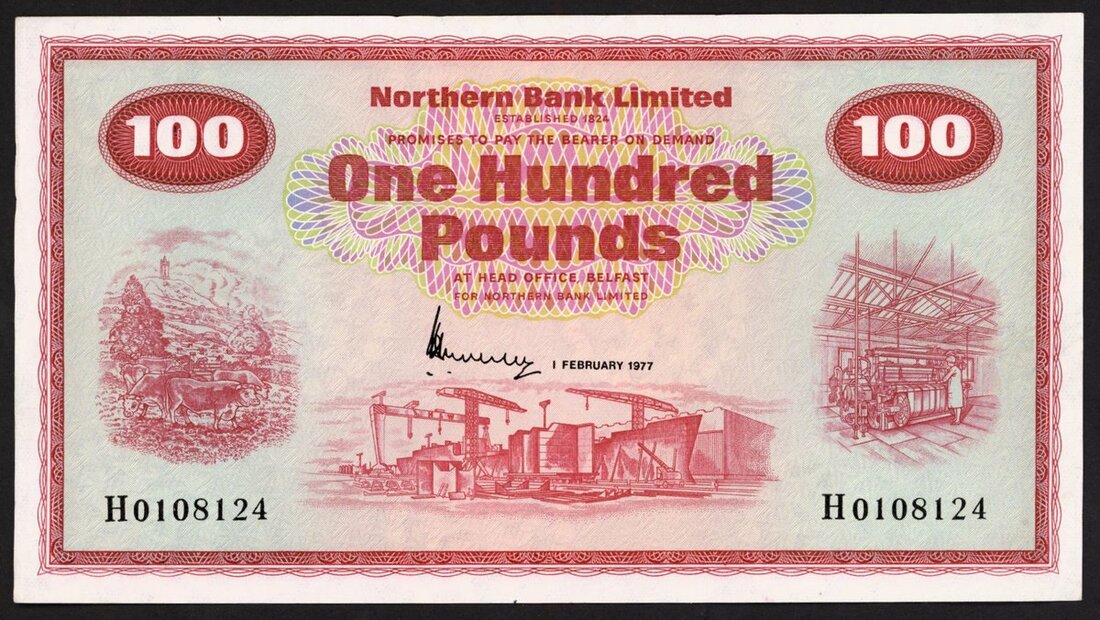 Northern Bank Limited
ESTABLISHED 1824
PROMISES TO PAY THE BEARER ON DEMAND
100
100
One Hundred
Pounds
AT HEAD OFFICE, BELFAST
FOR NORTHERN BANK LIMITED
1 FEBRUARY 1977
H0108124
H0108124